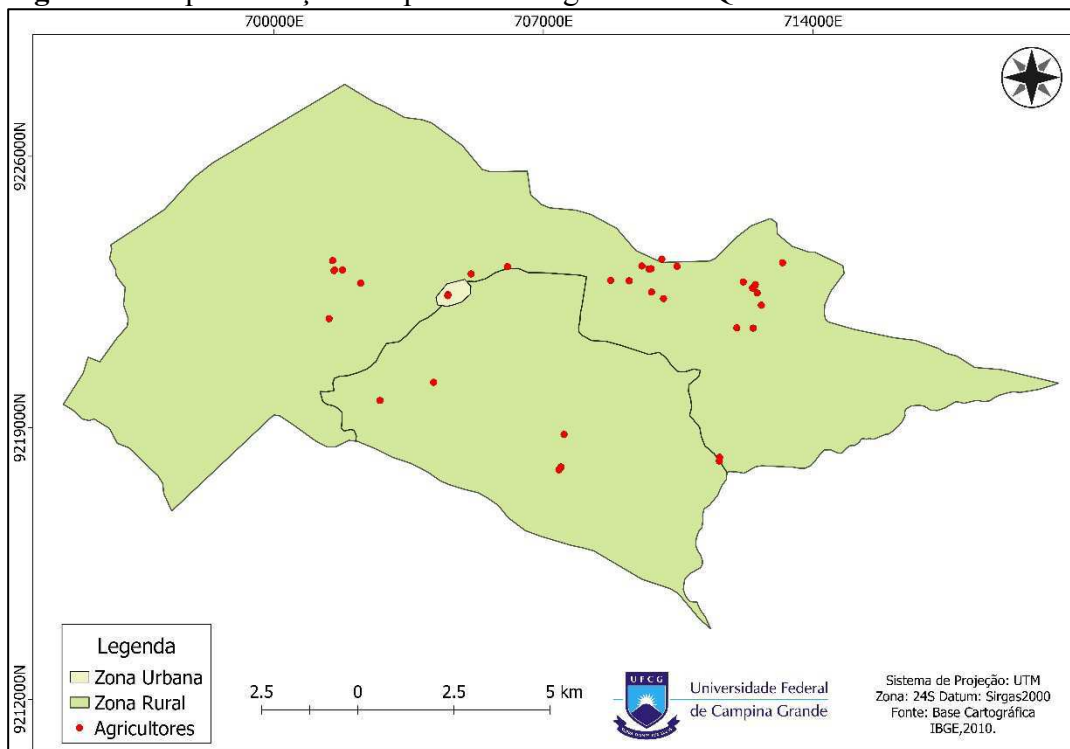 700000E 707000E 714000E
9226000N
9219000N
9212000N
Legenda
Zona Urbana
Zona Rural
Agricultores
2.5 0 2.5 5 km
UFCG
Universidade Federal
de Campina Grande
Sistema de Projeção: UTM
Zona: 24S Datum: Sirgas2000
Fonte: Base Cartográfica
IBGE,2010.